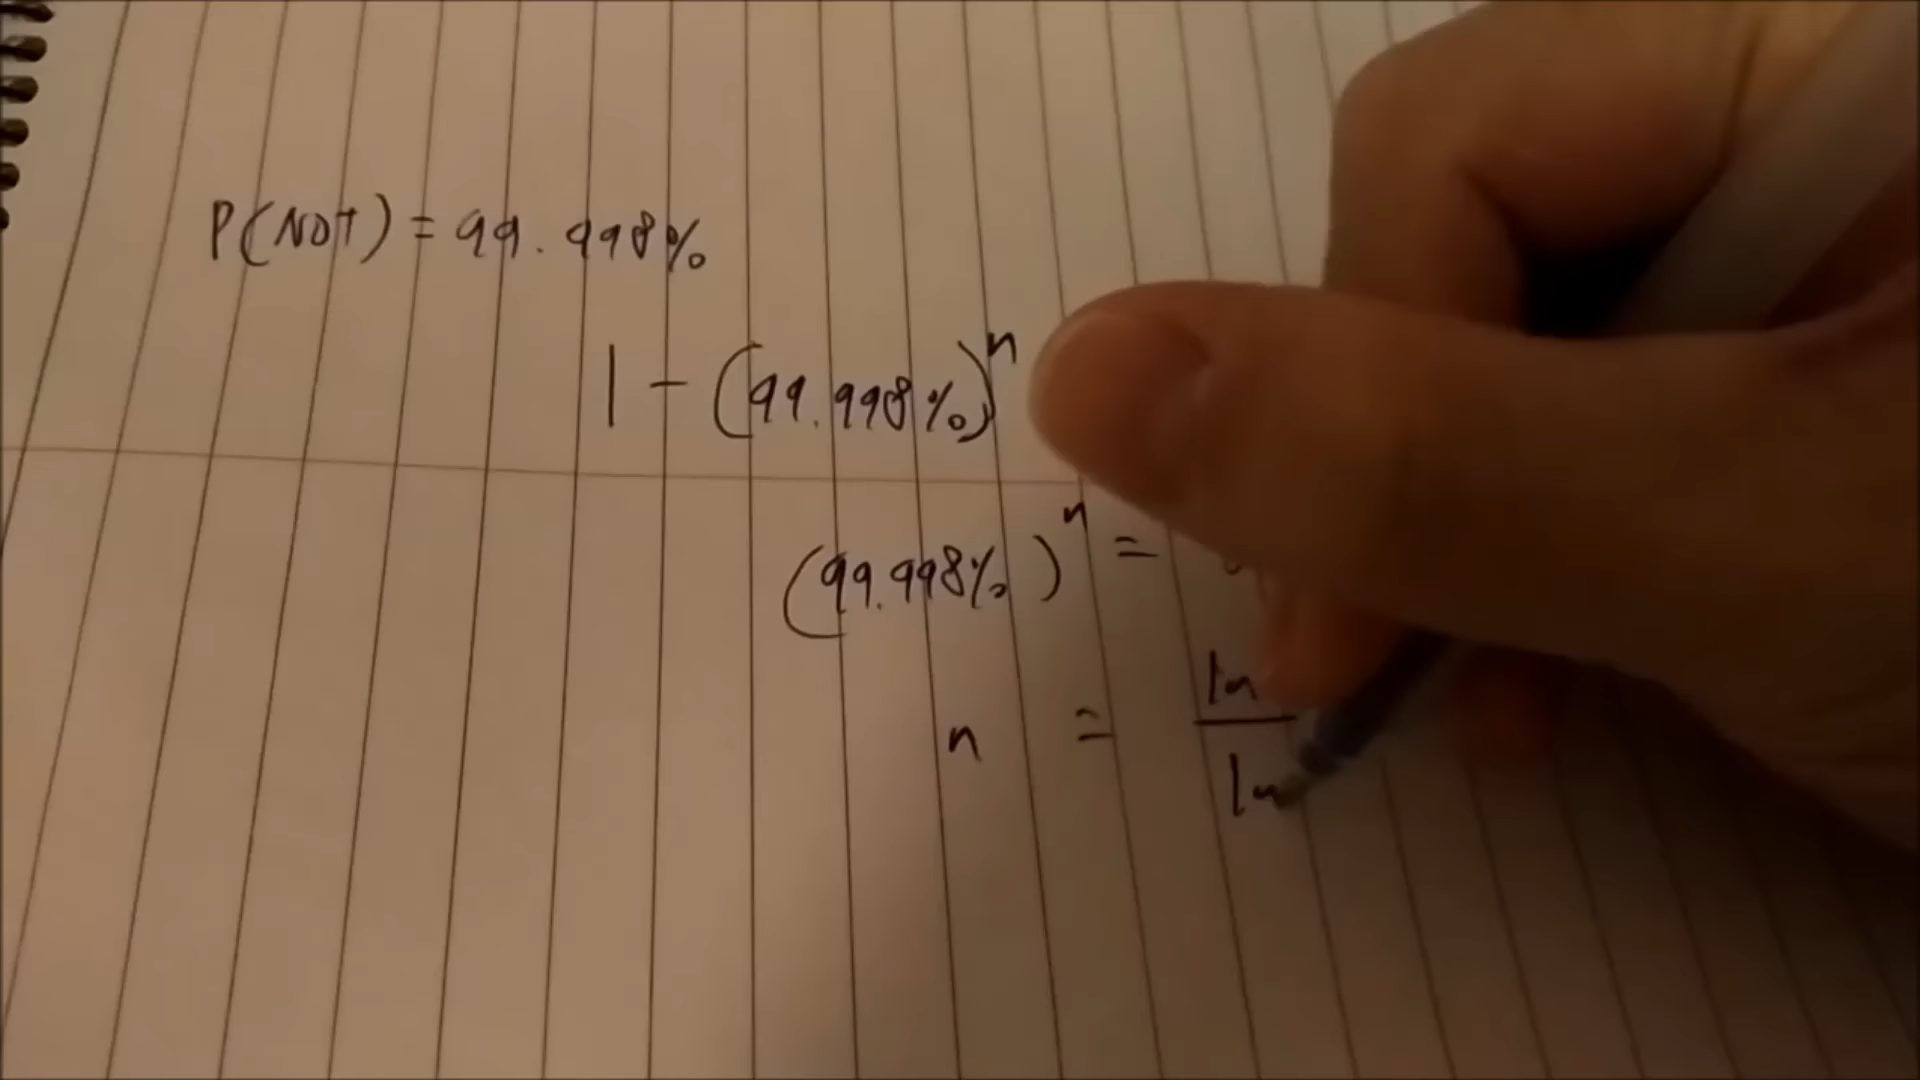 P(NOT) = 99.998%
1 - (99.998%)^n
(99.998%)^n =
n = ln / ln